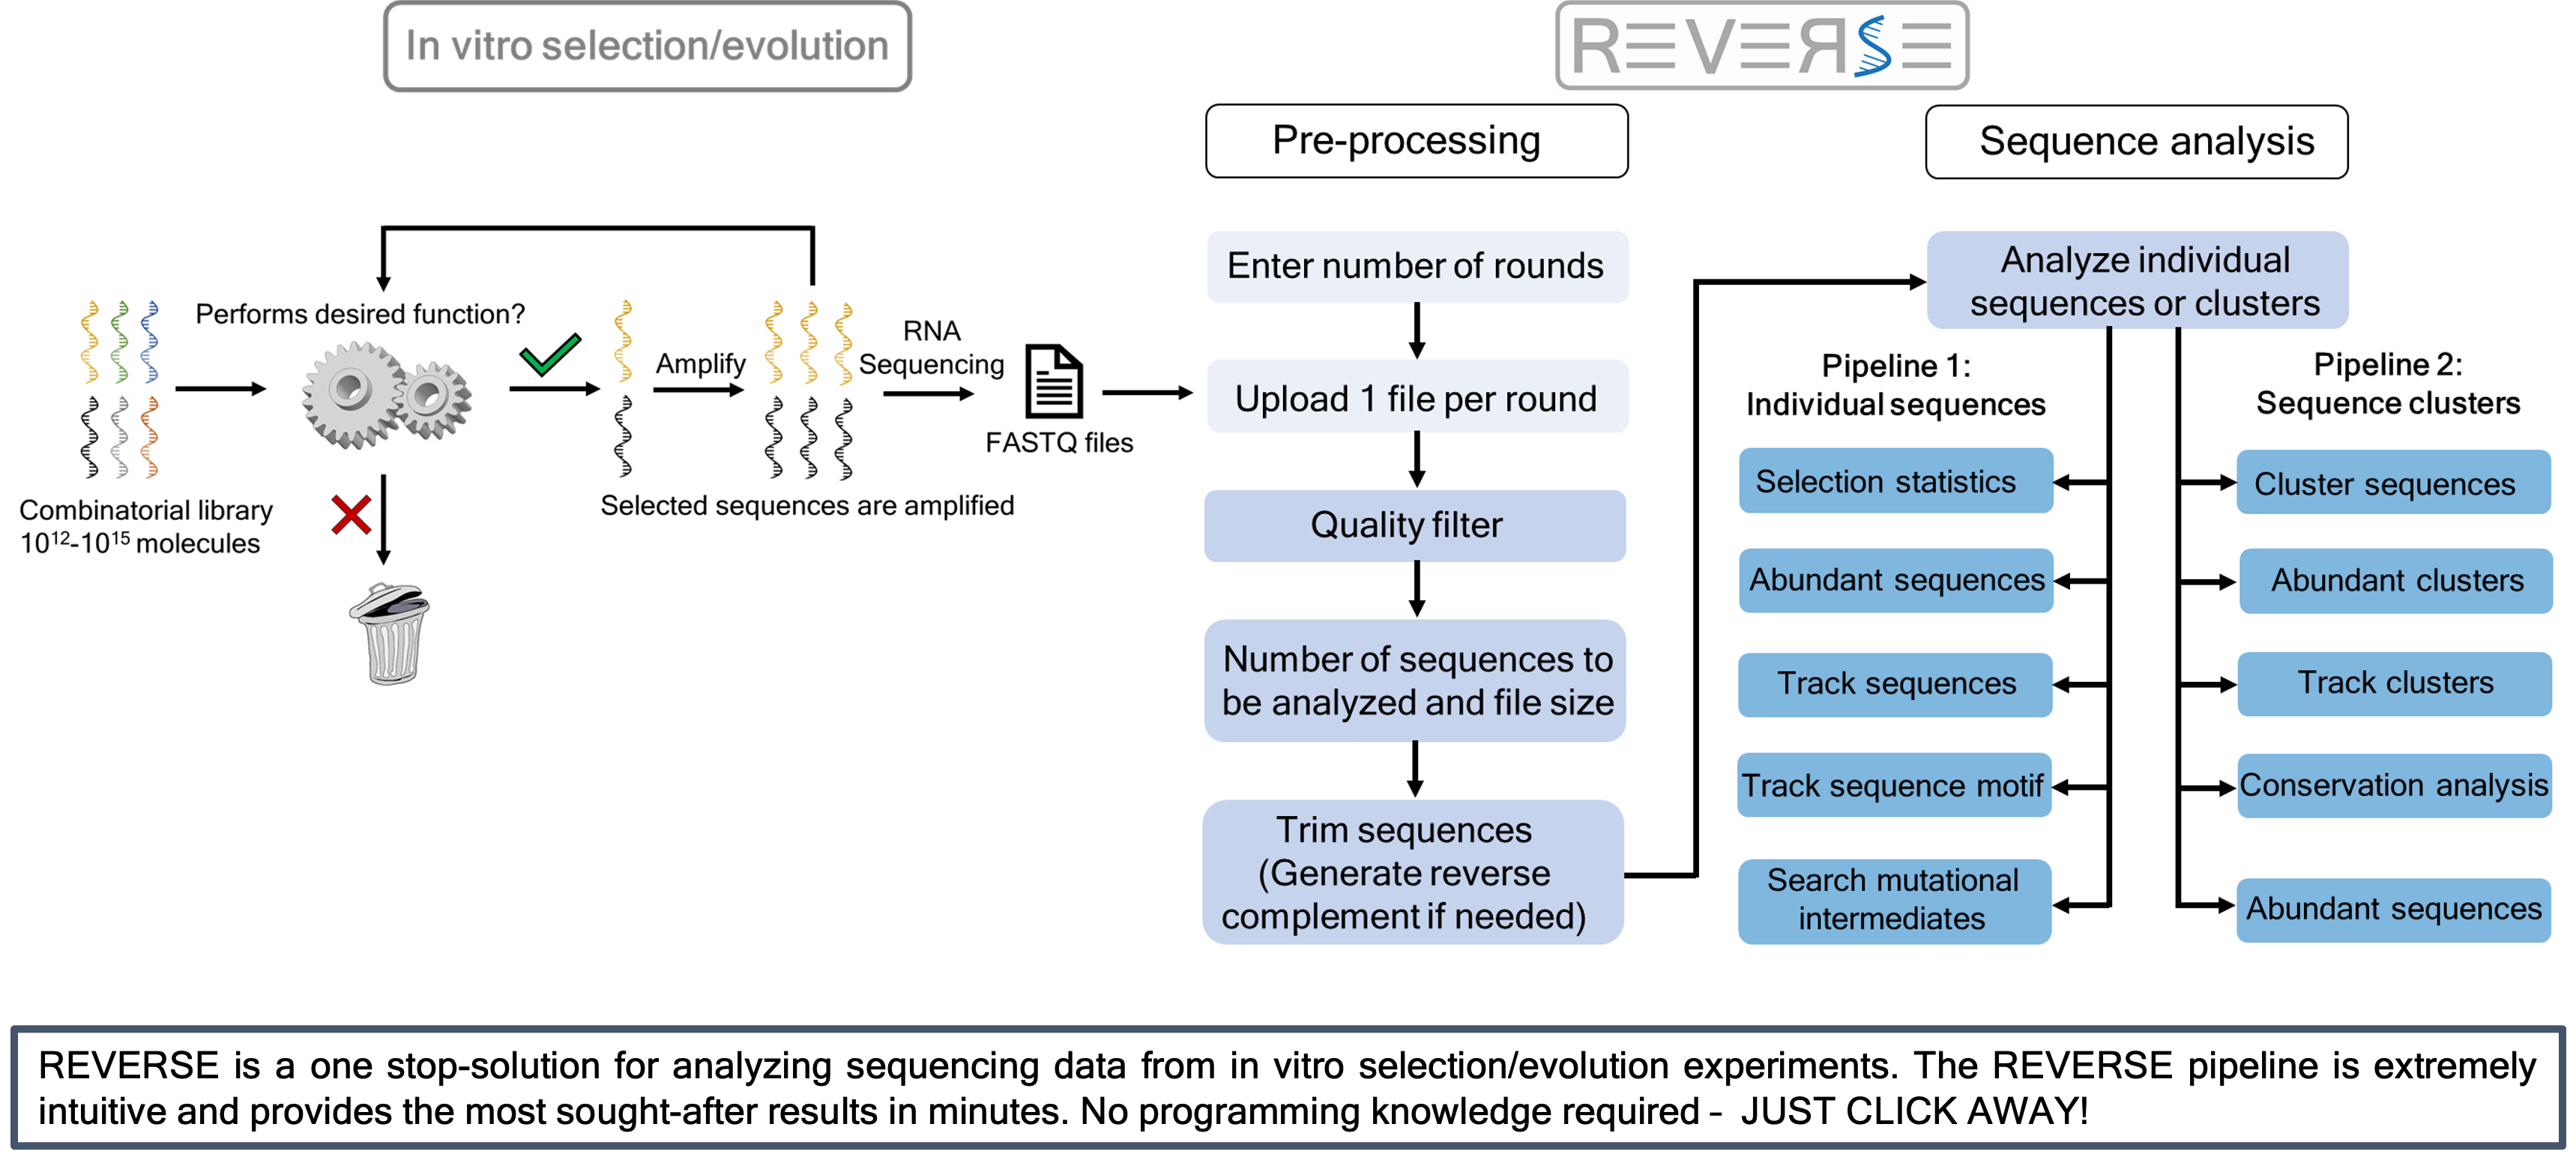 In vitro selection/evolution
REVERSE
Pre-processing
Sequence analysis
Performs desired function?
Combinatorial library
10¹²-10¹⁵ molecules
Amplify
Selected sequences are amplified
RNA
Sequencing
FASTQ files
Enter number of rounds
Upload 1 file per round
Quality filter
Number of sequences to
be analyzed and file size
Trim sequences
(Generate reverse
complement if needed)
Analyze individual
sequences or clusters
Pipeline 1:
Individual sequences
Selection statistics
Abundant sequences
Track sequences
Track sequence motif
Search mutational
intermediates
Pipeline 2:
Sequence clusters
Cluster sequences
Abundant clusters
Track clusters
Conservation analysis
Abundant sequences
REVERSE is a one stop-solution for analyzing sequencing data from in vitro selection/evolution experiments. The REVERSE pipeline is extremely
intuitive and provides the most sought-after results in minutes. No programming knowledge required - JUST CLICK AWAY!